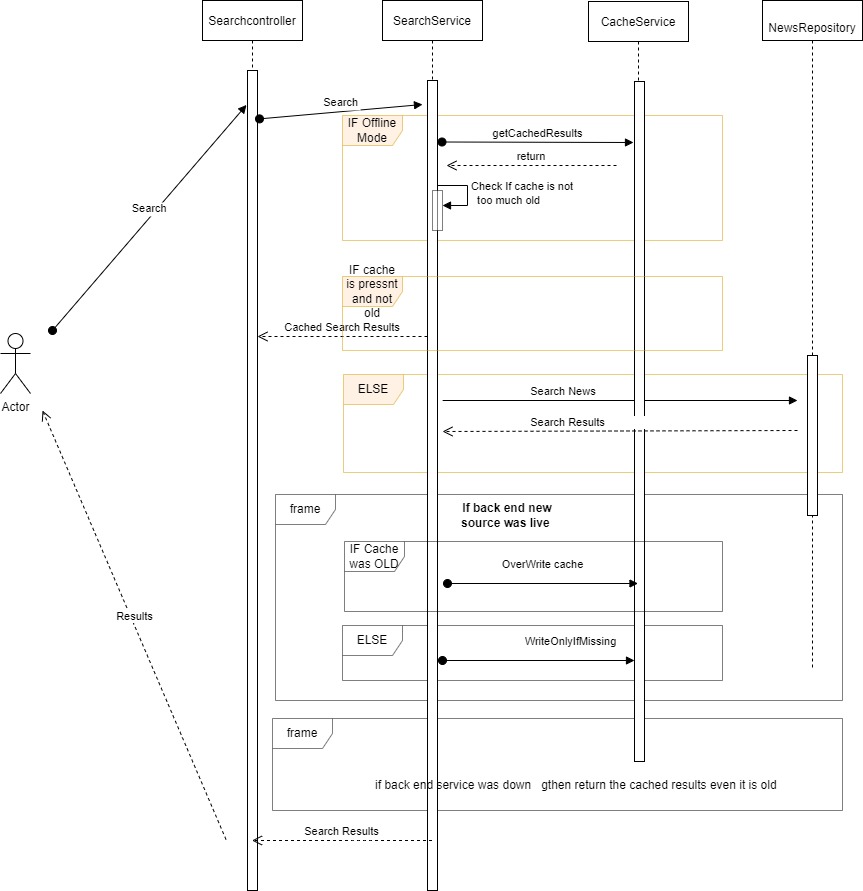 Searchcontroller
SearchService
CacheService
NewsRepository
Search
IF Offline
Mode
getCachedResults
return
Check If cache is not
too much old
Search
IF cache
is pressnt
and not
old
Cached Search Results
ELSE
Search News
Actor
Search Results
frame
If back end new
source was live
IF Cache
was OLD
OverWrite cache
Results
ELSE
WriteOnlyIfMissing
frame
if back end service was down gthen return the cached results even it is old
Search Results